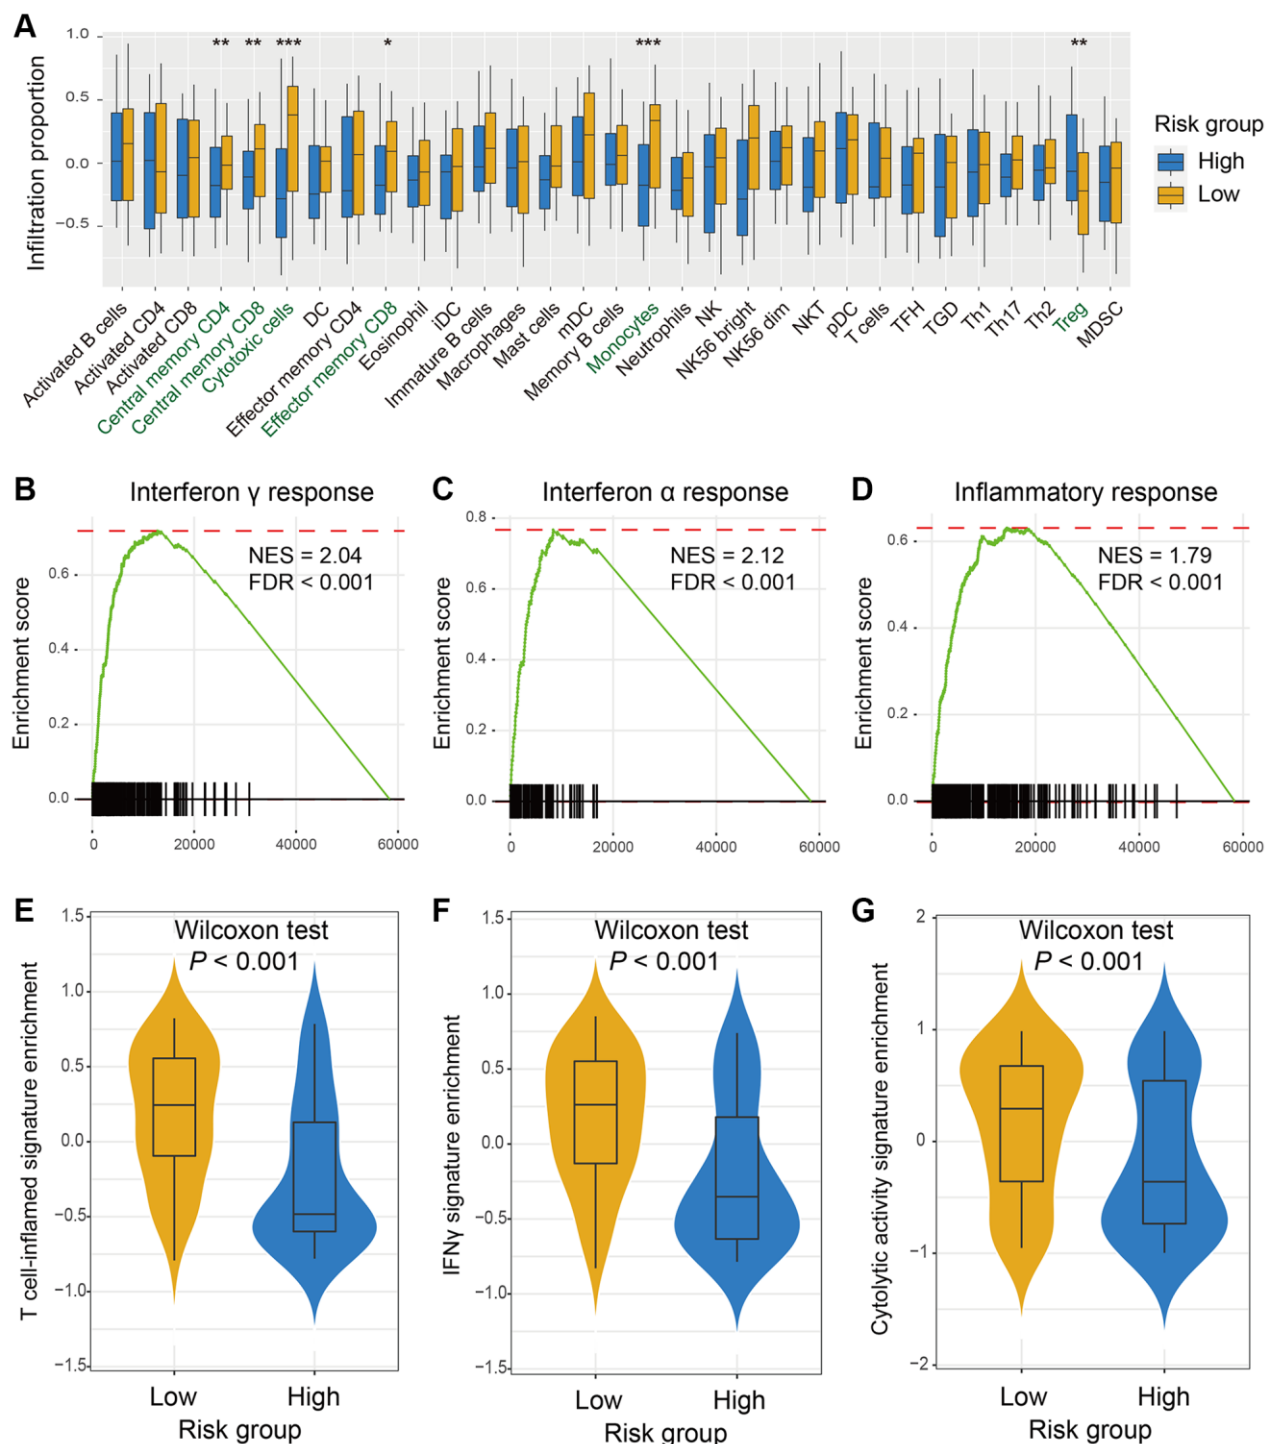 A
** ** *** * *** **
Infiltration proportion
1.0
0.5
0.0
−0.5
Risk group
High
Low
Activated B cells
Activated CD4
Activated CD8
Central memory CD4
Central memory CD8
Cytotoxic cells
DC
Effector memory CD4
Effector memory CD8
Eosinophil
iDC
Immature B cells
Macrophages
Mast cells
mDC
Memory B cells
Monocytes
Neutrophils
NK
NK56 bright
NK56 dim
NKT
pDC
T cells
TFH
TGD
Th1
Th17
Th2
Treg
MDSC
B
Interferon γ response
NES = 2.04
FDR < 0.001
Enrichment score
0.6
0.4
0.2
0.0
0 20000 40000 60000
C
Interferon α response
NES = 2.12
FDR < 0.001
Enrichment score
0.8
0.6
0.4
0.2
0.0
0 20000 40000 60000
D
Inflammatory response
NES = 1.79
FDR < 0.001
Enrichment score
0.6
0.4
0.2
0.0
0 20000 40000 60000
E
Wilcoxon test
P < 0.001
T cell-inflamed signature enrichment
1.5
1.0
0.5
0.0
−0.5
−1.0
−1.5
Low High
Risk group
F
Wilcoxon test
P < 0.001
IFNγ signature enrichment
1.5
1.0
0.5
0.0
−0.5
−1.0
−1.5
Low High
Risk group
G
Wilcoxon test
P < 0.001
Cytolytic activity signature enrichment
2
1
0
−1
−2
Low High
Risk group